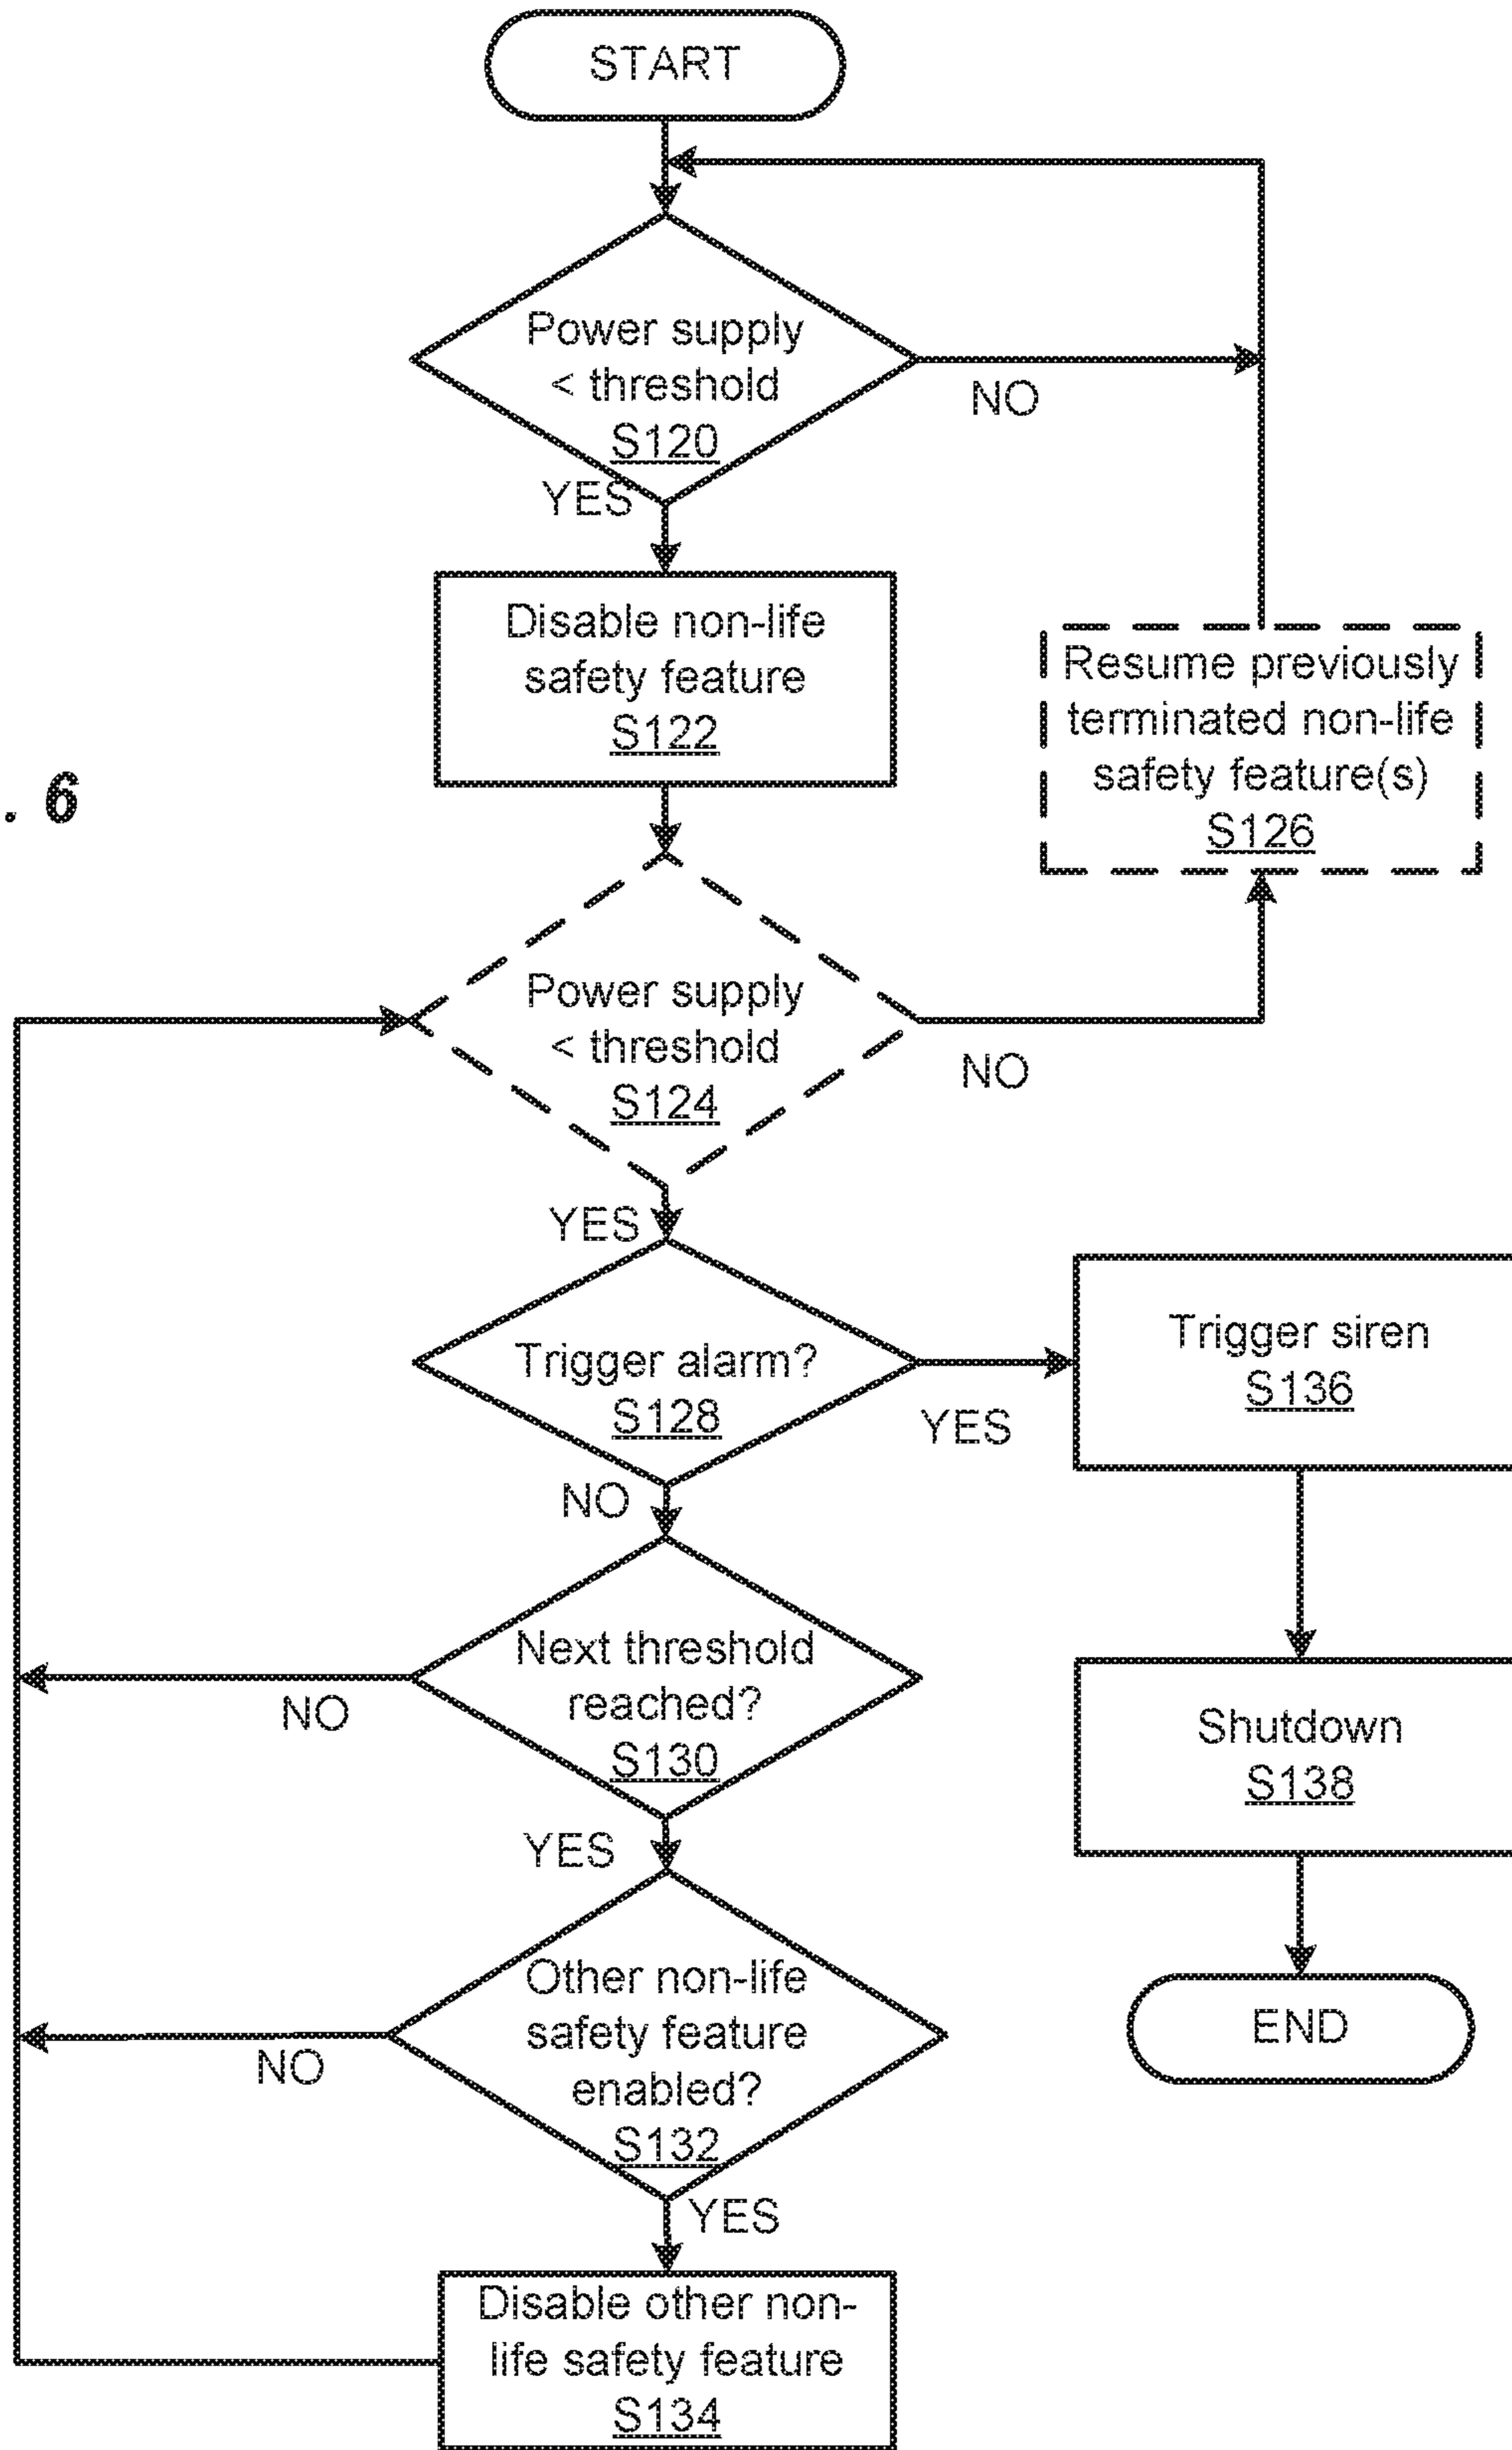 START
Power supply
< threshold
S120
NO
YES
Disable non-life
safety feature
S122
Resume previously
terminated non-life
safety feature(s)
S126
. 6
Power supply
< threshold
S124
NO
YES
Trigger alarm?
S128
YES
Trigger siren
S136
NO
Next threshold
reached?
S130
NO
YES
Shutdown
S138
Other non-life
safety feature
enabled?
S132
NO
YES
END
Disable other non-
life safety feature
S134